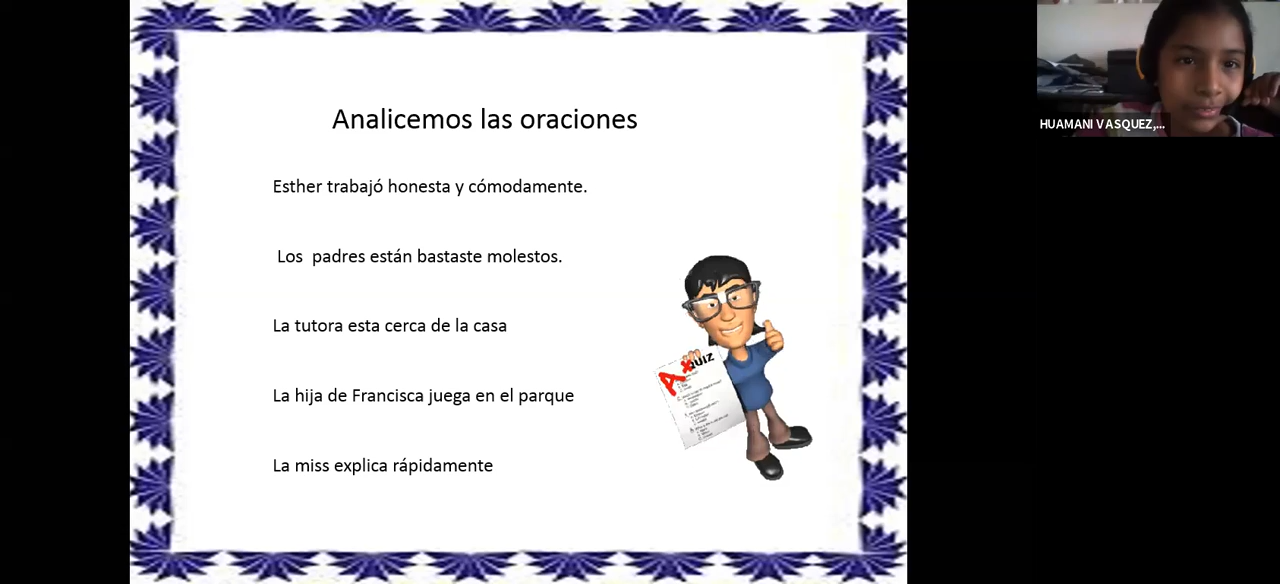 Analicemos las oraciones
Esther trabajó honesta y cómodamente.
Los padres están bastaste molestos.
La tutora esta cerca de la casa
La hija de Francisca juega en el parque
La miss explica rápidamente
A
QUIZ
HUAMANI VASQUEZ,...